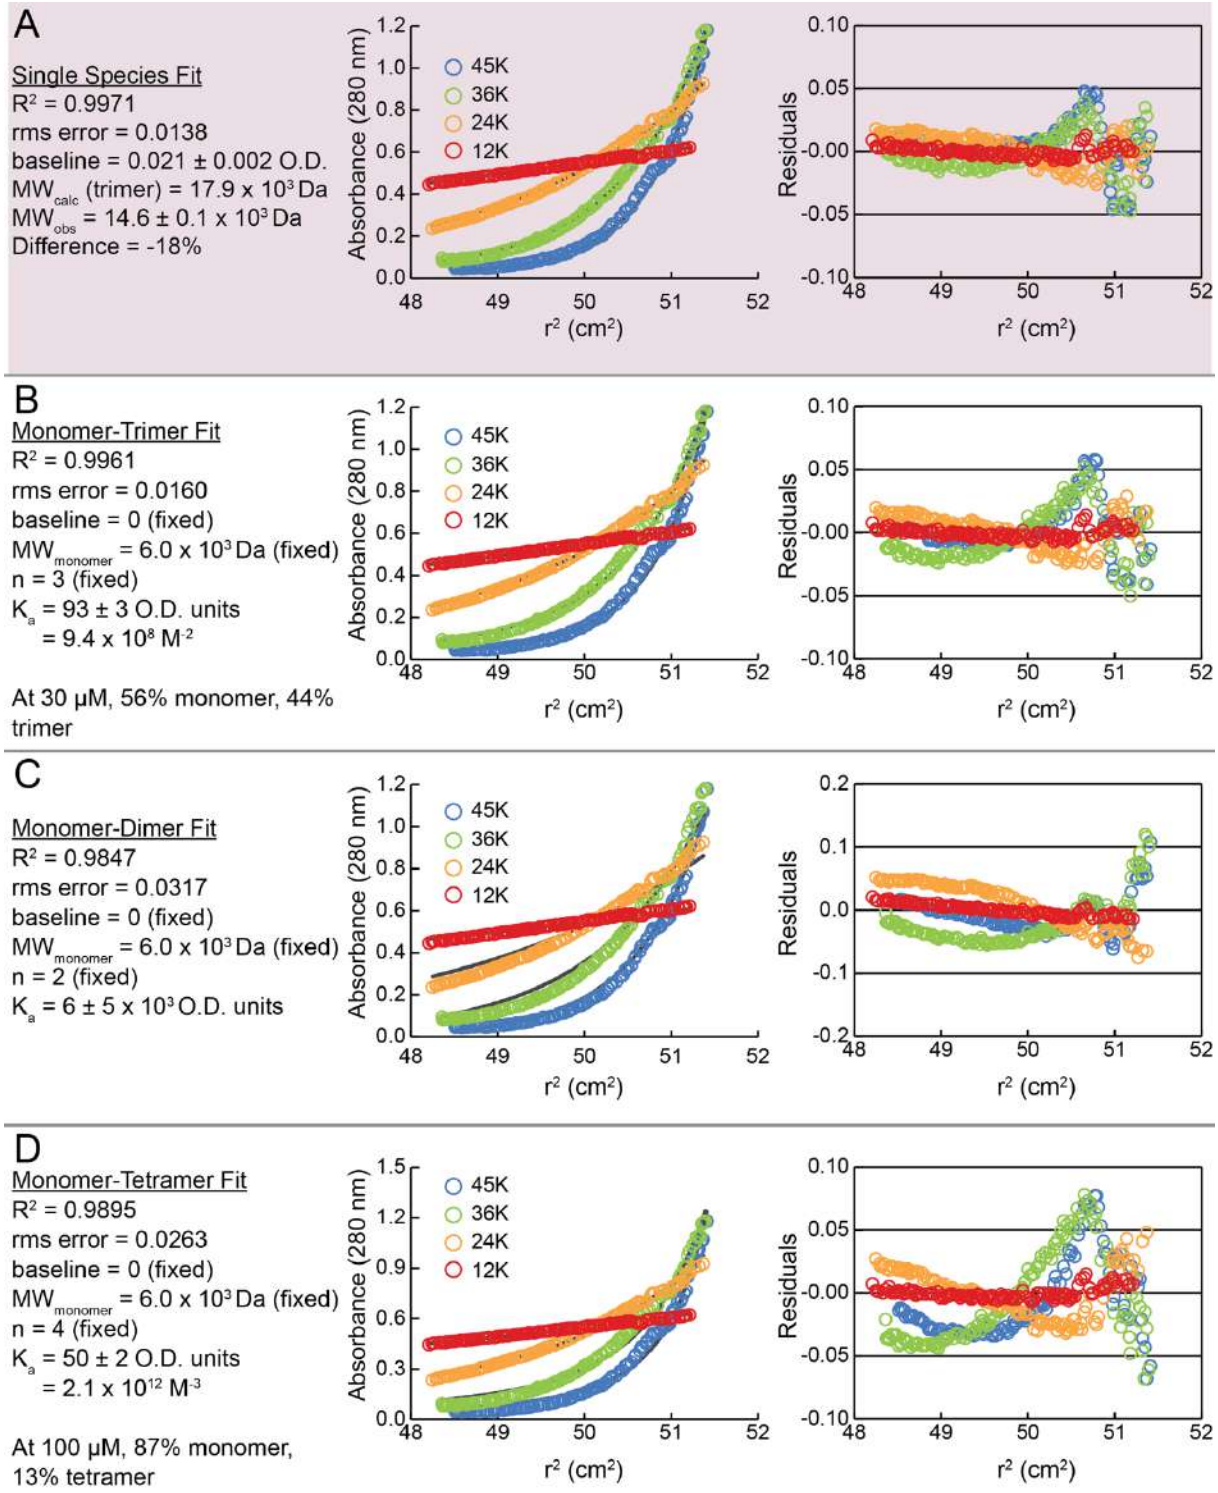 A
Single Species Fit
R² = 0.9971
rms error = 0.0138
baseline = 0.021 ± 0.002 O.D.
MWcalc (trimer) = 17.9 x 10³ Da
MWobs = 14.6 ± 0.1 x 10³ Da
Difference = -18%
Absorbance (280 nm)
1.2
1.0
0.8
0.6
0.4
0.2
0.0
45K
36K
24K
12K
48 49 50 51 52
r² (cm²)
Residuals
0.10
0.05
-0.00
-0.05
-0.10
48 49 50 51 52
r² (cm²)
B
Monomer-Trimer Fit
R² = 0.9961
rms error = 0.0160
baseline = 0 (fixed)
MWmonomer = 6.0 x 10³ Da (fixed)
n = 3 (fixed)
Ka = 93 ± 3 O.D. units
= 9.4 x 10⁸ M⁻²
At 30 µM, 56% monomer, 44%
trimer
Absorbance (280 nm)
1.2
1.0
0.8
0.6
0.4
0.2
0.0
45K
36K
24K
12K
48 49 50 51 52
r² (cm²)
Residuals
0.10
0.05
-0.00
-0.05
-0.10
48 49 50 51 52
r² (cm²)
C
Monomer-Dimer Fit
R² = 0.9847
rms error = 0.0317
baseline = 0 (fixed)
MWmonomer = 6.0 x 10³ Da (fixed)
n = 2 (fixed)
Ka = 6 ± 5 x 10³ O.D. units
Absorbance (280 nm)
1.2
1.0
0.8
0.6
0.4
0.2
0.0
45K
36K
24K
12K
48 49 50 51 52
r² (cm²)
Residuals
0.2
0.1
0.0
-0.1
-0.2
48 49 50 51 52
r² (cm²)
D
Monomer-Tetramer Fit
R² = 0.9895
rms error = 0.0263
baseline = 0 (fixed)
MWmonomer = 6.0 x 10³ Da (fixed)
n = 4 (fixed)
Ka = 50 ± 2 O.D. units
= 2.1 x 10¹² M⁻³
At 100 µM, 87% monomer,
13% tetramer
Absorbance (280 nm)
1.5
1.2
0.9
0.6
0.3
0.0
45K
36K
24K
12K
48 49 50 51 52
r² (cm²)
Residuals
0.10
0.05
-0.00
-0.05
-0.10
48 49 50 51 52
r² (cm²)